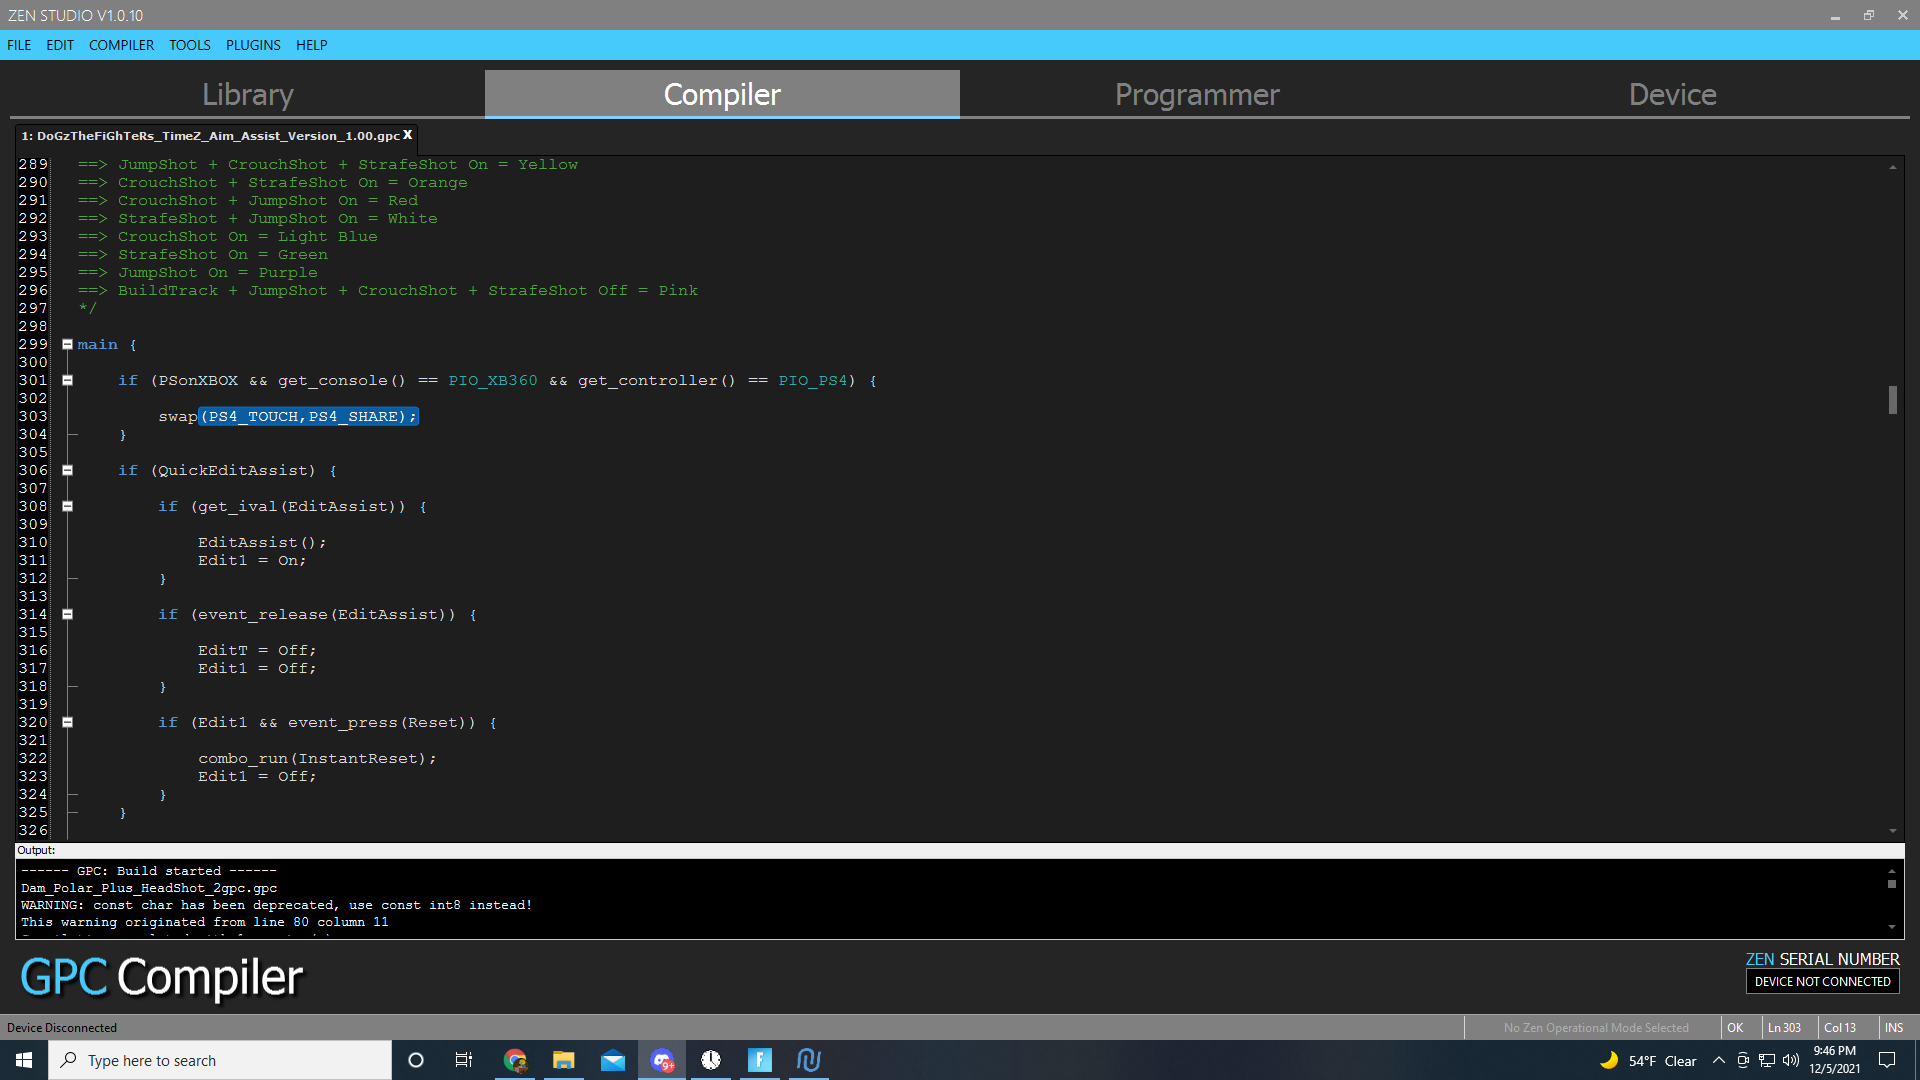 ZEN STUDIO V1.0.10
FILE EDIT COMPILER TOOLS PLUGINS HELP
Library Compiler Programmer Device
1: DoGzTheFiGhTeRs_TimeZ_Aim_Assist_Version_1.00.gpc X
289 ==> JumpShot + CrouchShot + StrafeShot On = Yellow
290 ==> CrouchShot + StrafeShot On = Orange
291 ==> CrouchShot + JumpShot On = Red
292 ==> StrafeShot + JumpShot On = White
293 ==> CrouchShot On = Light Blue
294 ==> StrafeShot On = Green
295 ==> JumpShot On = Purple
296 ==> BuildTrack + JumpShot + CrouchShot + StrafeShot Off = Pink
297 */
298
299 main {
300
301 if (PSonXBOX && get_console() == PIO_XB360 && get_controller() == PIO_PS4) {
302
303 swap(PS4_TOUCH,PS4_SHARE);
304 }
305
306 if (QuickEditAssist) {
307
308 if (get_ival(EditAssist)) {
309
310 EditAssist();
311 Edit1 = On;
312 }
313
314 if (event_release(EditAssist)) {
315
316 EditT = Off;
317 Edit1 = Off;
318 }
319
320 if (Edit1 && event_press(Reset)) {
321
322 combo_run(InstantReset);
323 Edit1 = Off;
324 }
325 }
326
Output:
------ GPC: Build started ------
Dam_Polar_Plus_HeadShot_2gpc.gpc
WARNING: const char has been deprecated, use const int8 instead!
This warning originated from line 80 column 11
GPC Compiler
ZEN SERIAL NUMBER
DEVICE NOT CONNECTED
Device Disconnected No Zen Operational Mode Selected OK Ln 303 Col 13 INS
Type here to search
9+
F
54°F Clear
9:46 PM
12/5/2021